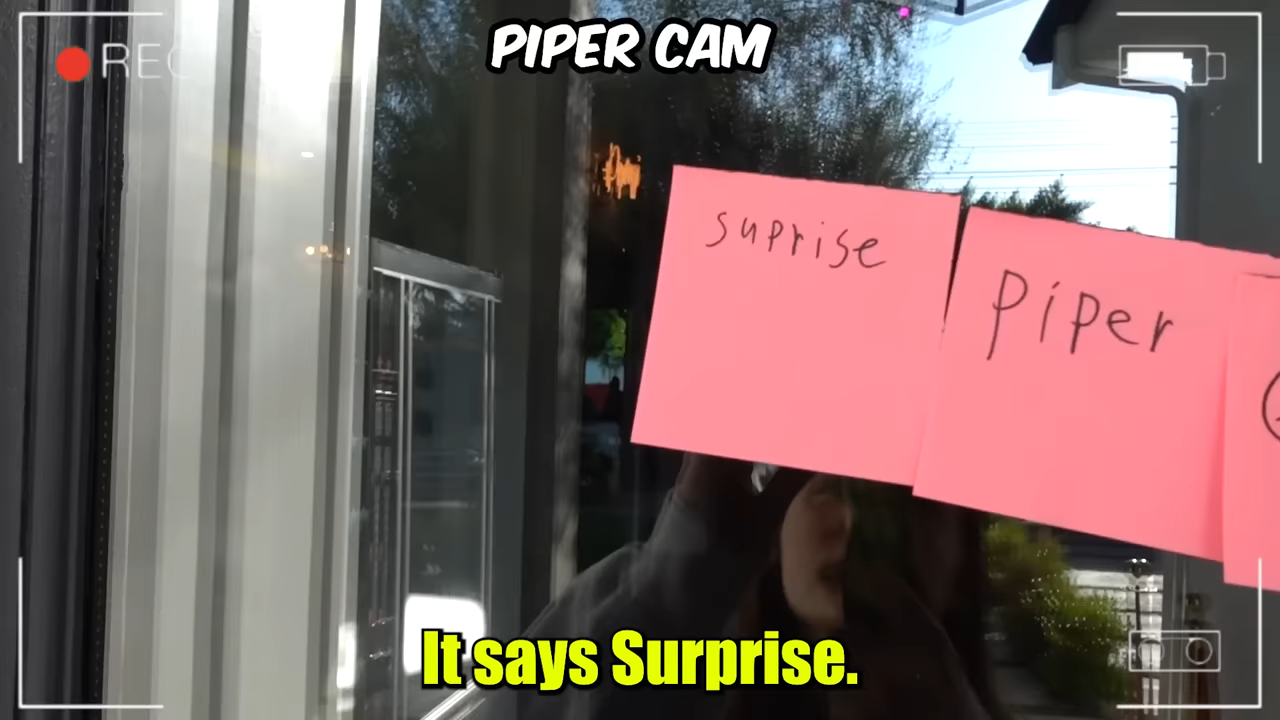 PIPER CAM
REC
suprise
piper
It says Surprise.